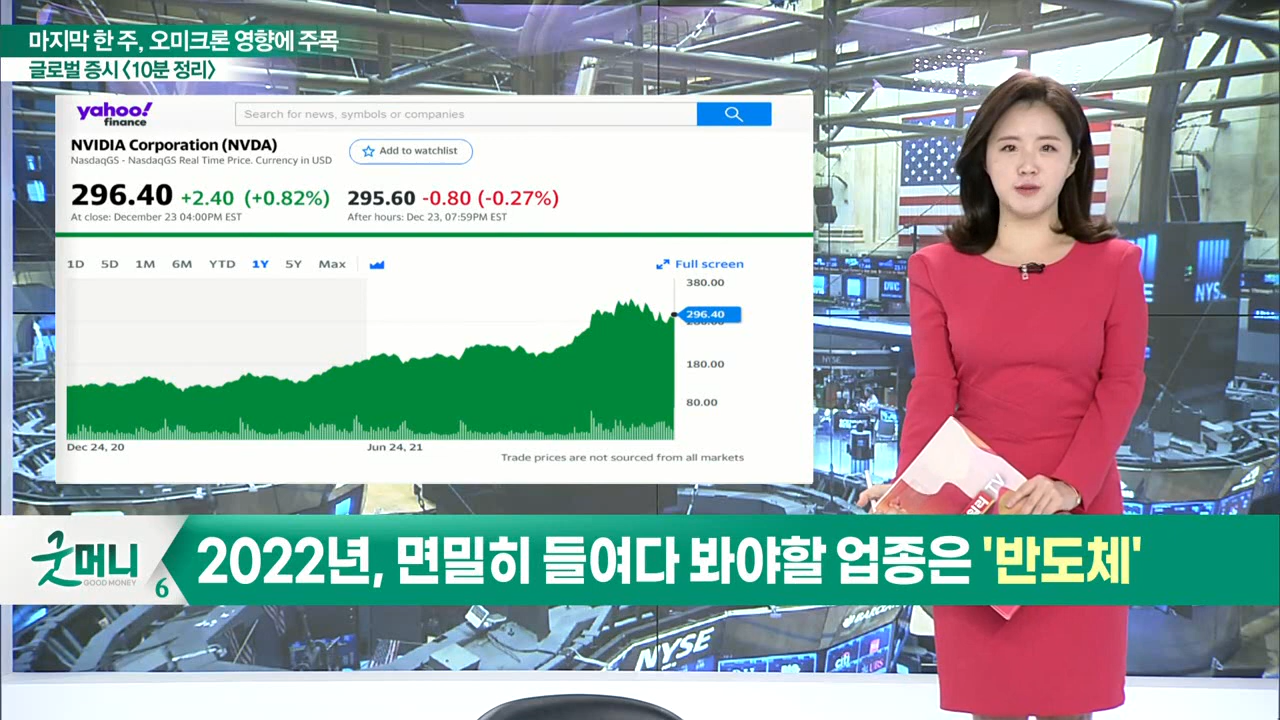 마지막 한 주, 오미크론 영향에 주목
글로벌 증시 <10분 정리>
yahoo!
finance
Search for news, symbols or companies
NVIDIA Corporation (NVDA)
NasdaqGS - NasdaqGS Real Time Price. Currency in USD
Add to watchlist
296.40 +2.40 (+0.82%) 295.60 -0.80 (-0.27%)
At close: December 23 04:00PM EST After hours: Dec 23, 07:59PM EST
1D 5D 1M 6M YTD 1Y 5Y Max
Full screen
380.00
296.40
180.00
80.00
Dec 24, 20 Jun 24, 21
Trade prices are not sourced from all markets
NYS
NYSE
굿머니
GOOD MONEY
6
2022년, 면밀히 들여다 봐야할 업종은 '반도체'
NYSE
BARCLAYS
citi
UBS